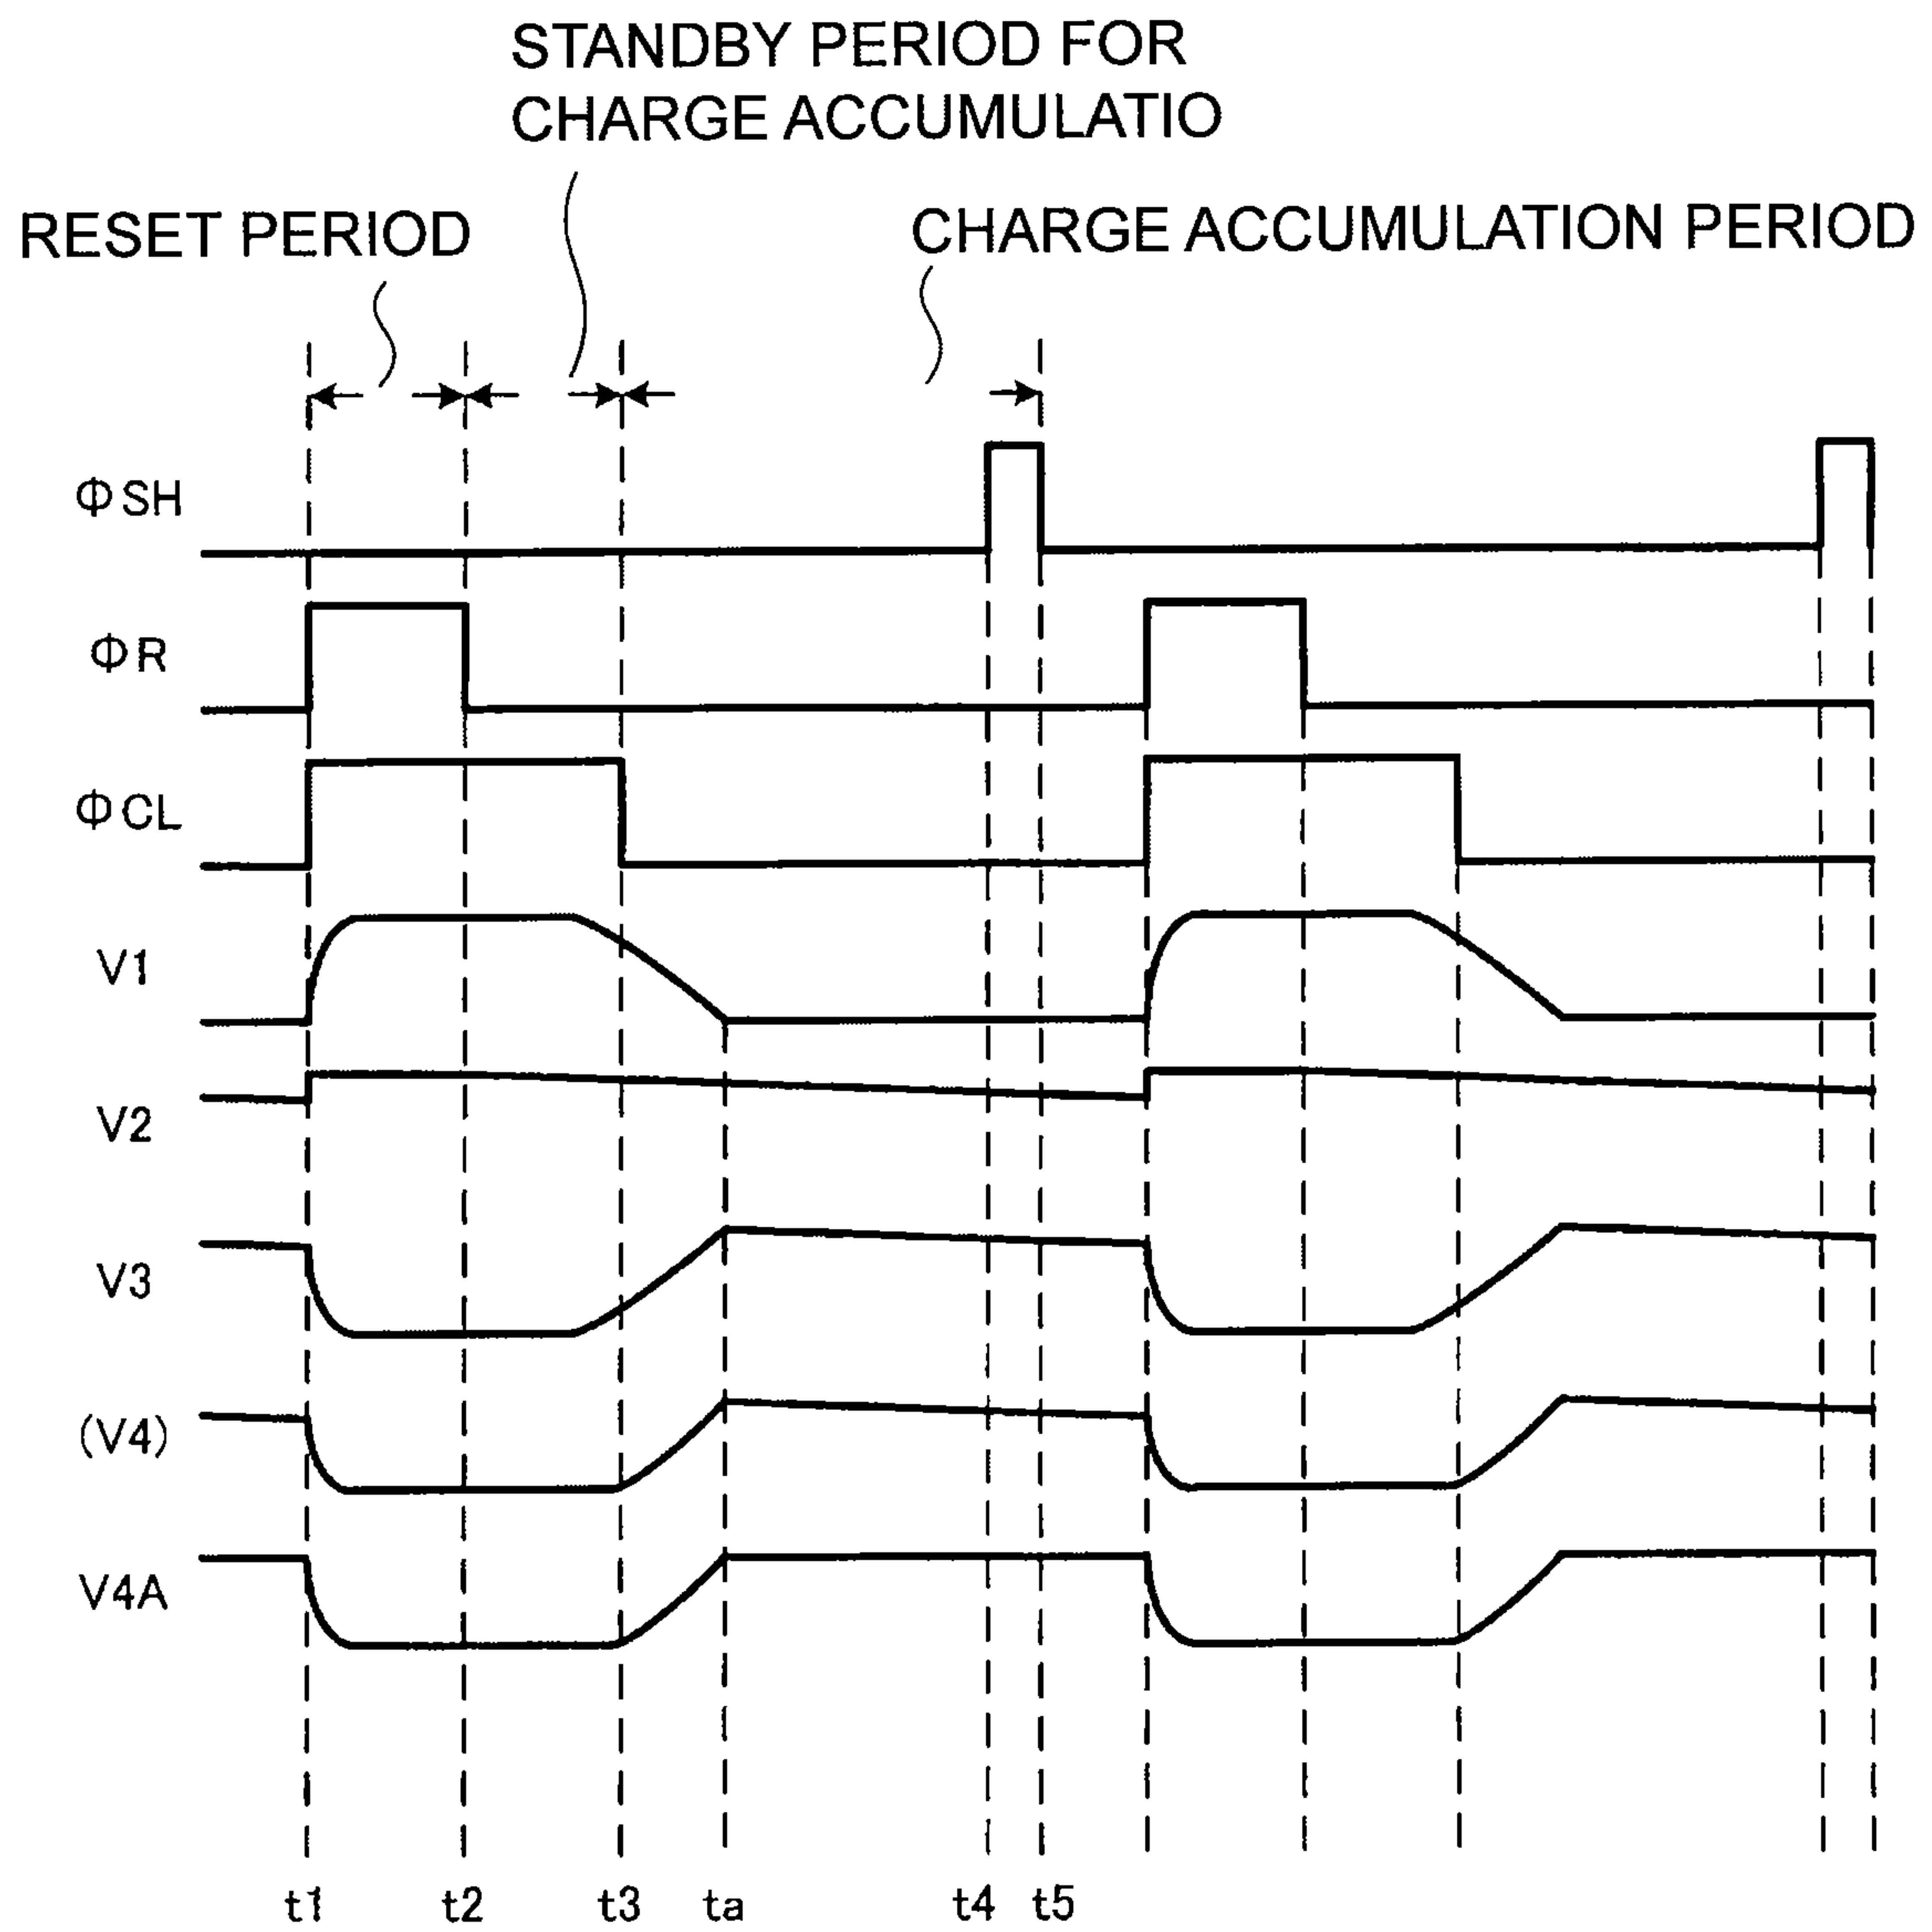 STANDBY PERIOD FOR
CHARGE ACCUMULATIO
RESET PERIOD
CHARGE ACCUMULATION PERIOD
ΦSH
ΦR
ΦCL
V1
V2
V3
(V4)
V4A
t1 t2 t3 ta t4 t5